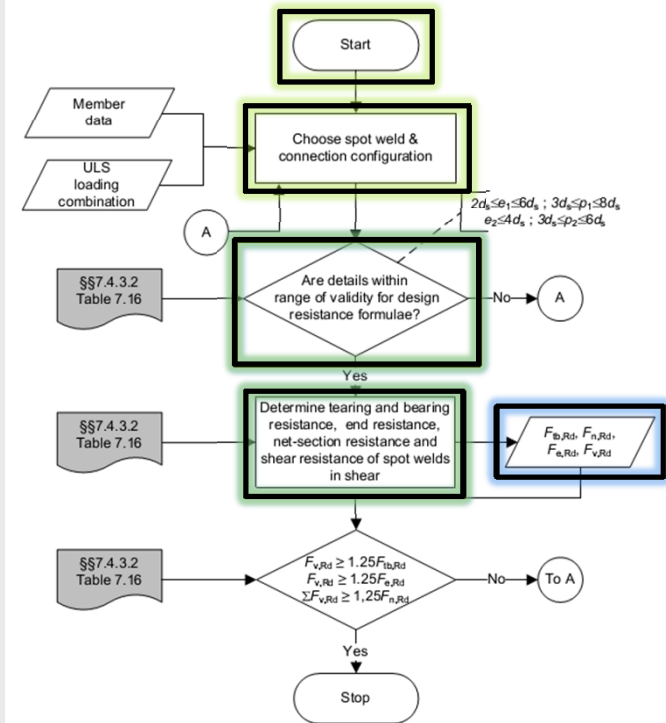 Start
Member
data
Choose spot weld &
connection configuration
ULS
loading
combination
2dₛ≤e₁≤6dₛ ; 3dₛ≤p₁≤8dₛ
e₂≤4dₛ ; 3dₛ≤p₂≤6dₛ
A
§§7.4.3.2
Table 7.16
Are details within
range of validity for design
resistance formulae?
No
A
Yes
§§7.4.3.2
Table 7.16
Determine tearing and bearing
resistance, end resistance,
net-section resistance and
shear resistance of spot welds
in shear
Ftb,Rd, Fn,Rd,
Fe,Rd, Fv,Rd
§§7.4.3.2
Table 7.16
Fv,Rd ≥ 1.25Ftb,Rd
Fv,Rd ≥ 1.25Fe,Rd
ΣFv,Rd ≥ 1,25Fn,Rd
No
To A
Yes
Stop